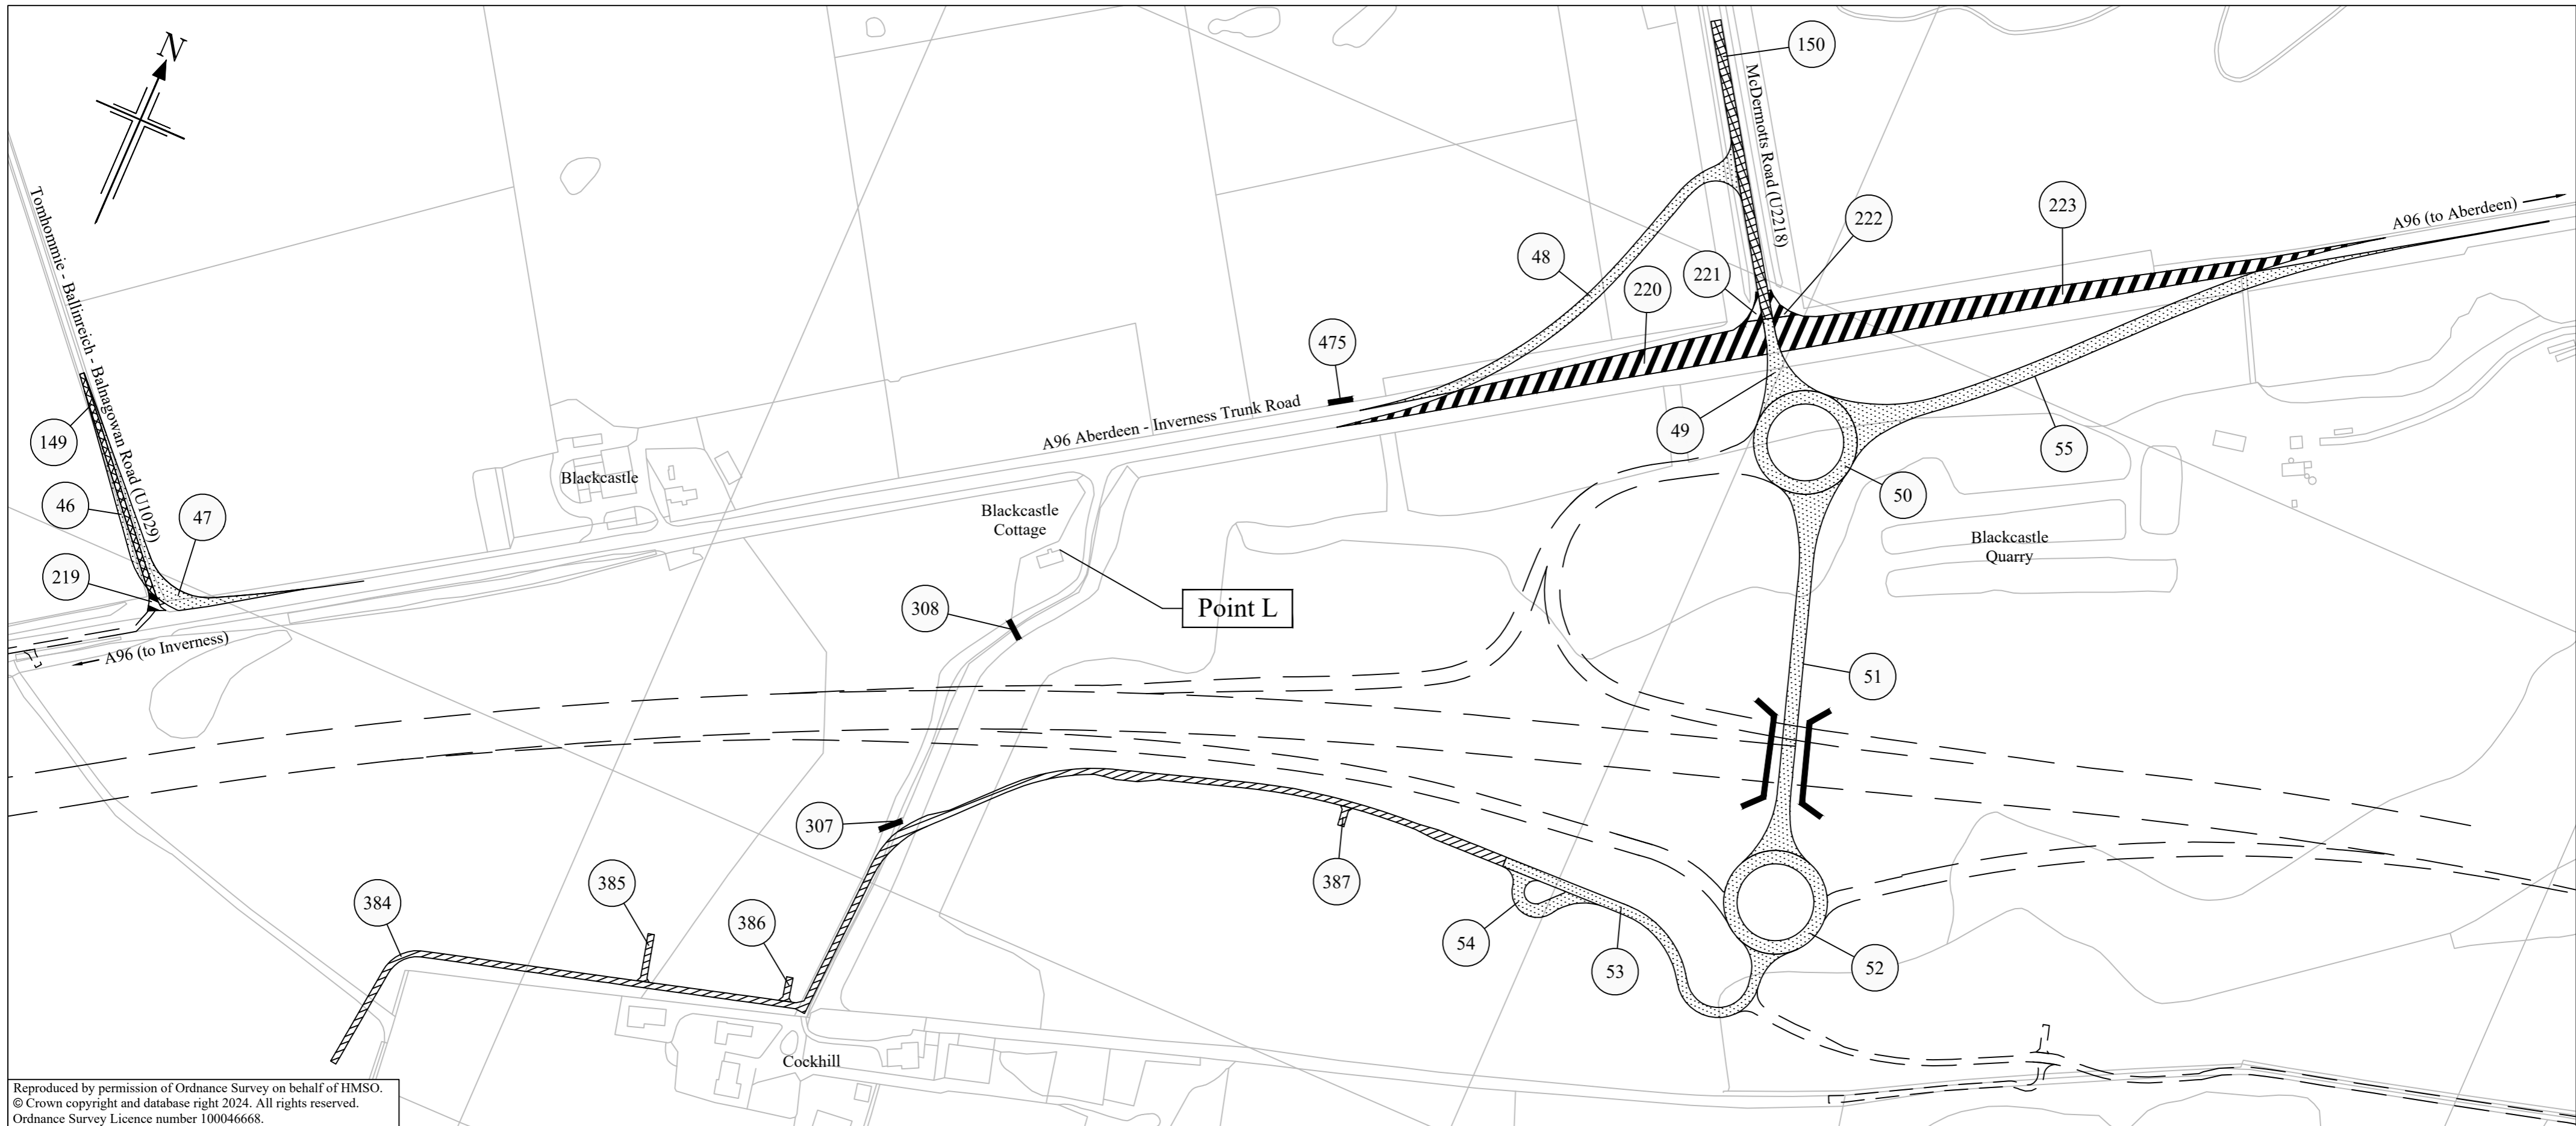 N
150
McDermotts Road (U2218)
Tomhommie - Ballinreich - Balnagowan Road (U1029)
222
223
A96 (to Aberdeen)
48
221
220
475
A96 Aberdeen - Inverness Trunk Road
149
49
55
46
47
Blackcastle
50
Blackcastle
Cottage
Blackcastle
Quarry
219
308
Point L
A96 (to Inverness)
51
307
387
385
384
386
54
53
52
Cockhill
Reproduced by permission of Ordnance Survey on behalf of HMSO.
© Crown copyright and database right 2024. All rights reserved.
Ordnance Survey Licence number 100046668.